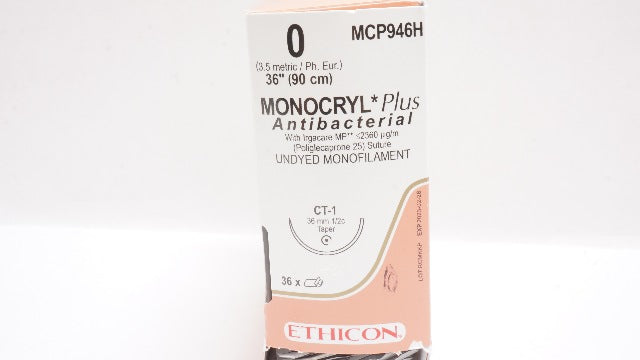 0
MCP946H
(3.5 metric / Ph. Eur.)
36" (90 cm)
MONOCRYL* Plus
Antibacterial
With Irgacare MP** ≤2360 µg/m
(Poliglecaprone 25) Suture
UNDYED MONOFILAMENT
CT-1
36 mm 1/2c
Taper
36 x
ETHICON